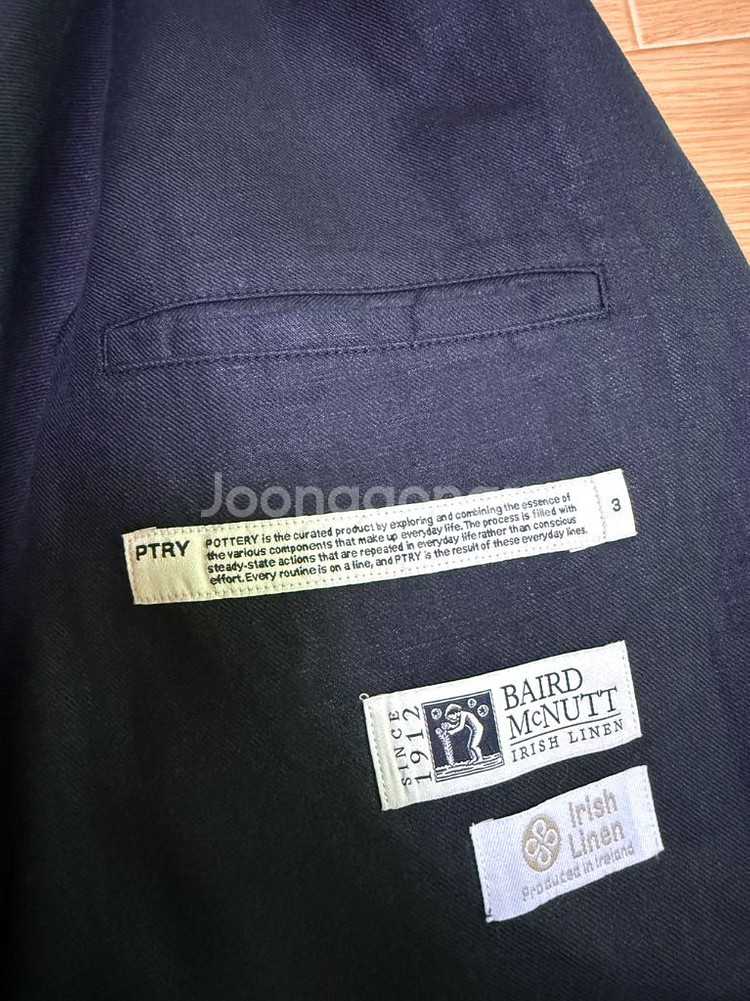 Joonggonara
PTRY
POTTERY is the curated product by exploring and combining the essence of
the various components that make up everyday life. The process is filled with
steady-state actions that are repeated in everyday life rather than conscious
effort. Every routine is on a line, and PTRY is the result of these everyday lines.
3
SINCE
1912
BAIRD
McNUTT
IRISH LINEN
Irish
Linen
Produced in Ireland